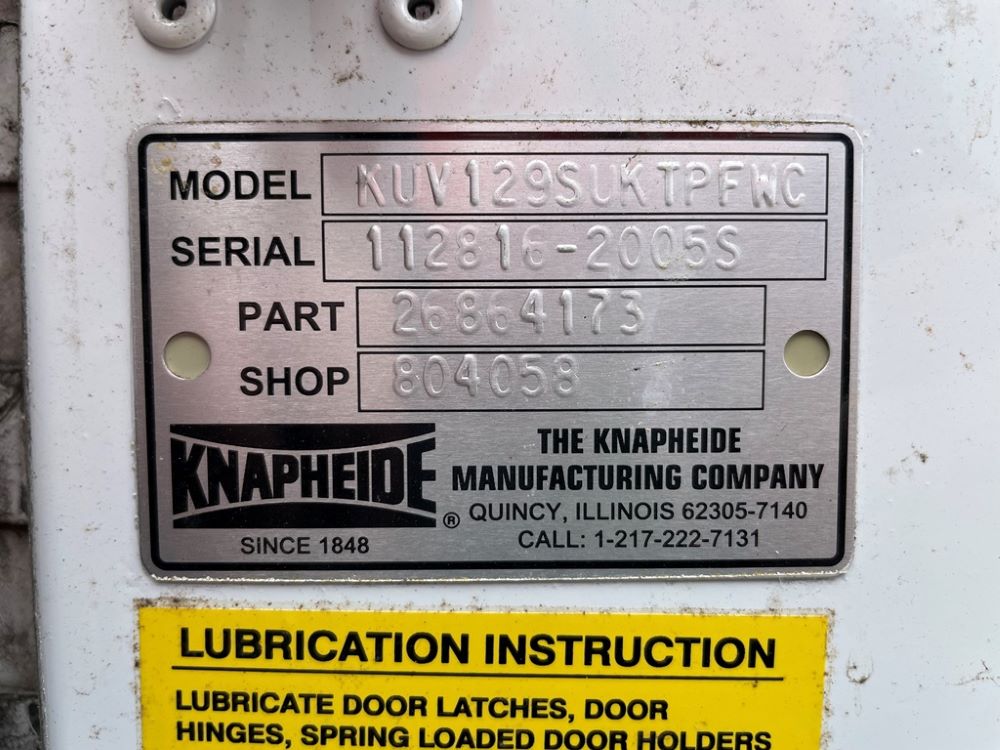 MODEL KUV129SUKTPFWC
SERIAL 112816-2005S
PART 26864173
SHOP 804058
KNAPHEIDE ®
SINCE 1848
THE KNAPHEIDE
MANUFACTURING COMPANY
QUINCY, ILLINOIS 62305-7140
CALL: 1-217-222-7131
LUBRICATION INSTRUCTION
LUBRICATE DOOR LATCHES, DOOR
HINGES, SPRING LOADED DOOR HOLDERS